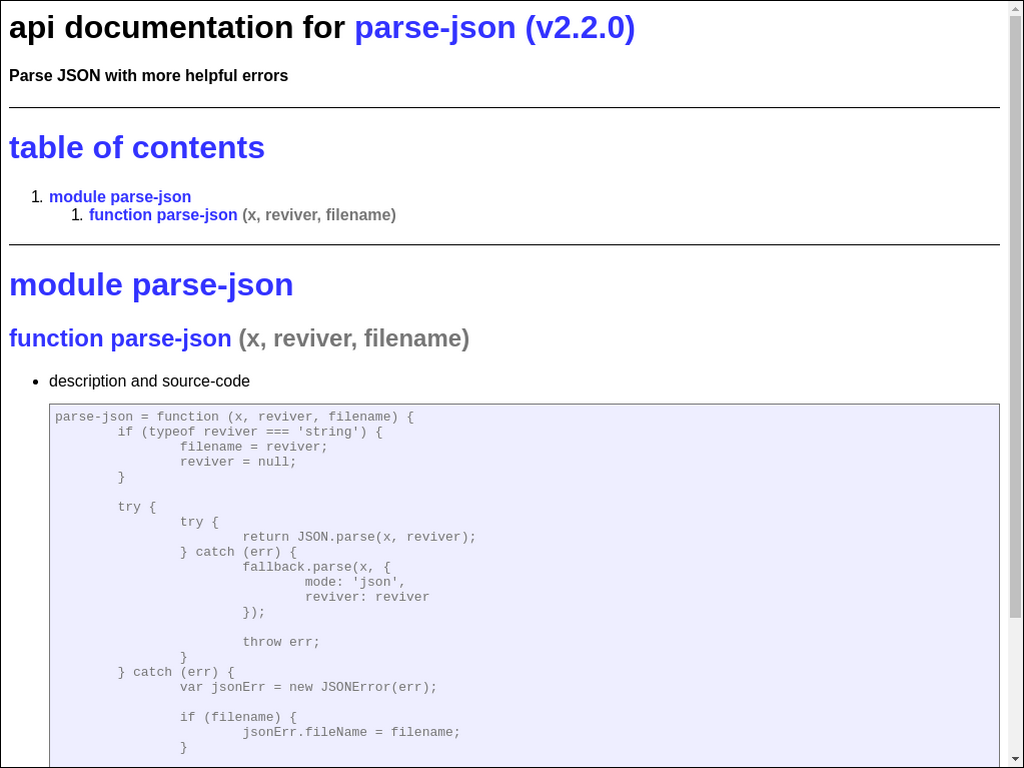 api documentation for parse-json (v2.2.0)
Parse JSON with more helpful errors
table of contents
1. module parse-json
1. function parse-json (x, reviver, filename)
module parse-json
function parse-json (x, reviver, filename)
• description and source-code
parse-json = function (x, reviver, filename) {
        if (typeof reviver === 'string') {
                filename = reviver;
                reviver = null;
        }

        try {
                try {
                        return JSON.parse(x, reviver);
                } catch (err) {
                        fallback.parse(x, {
                                mode: 'json',
                                reviver: reviver
                        });

                        throw err;
                }
        } catch (err) {
                var jsonErr = new JSONError(err);

                if (filename) {
                        jsonErr.fileName = filename;
                }